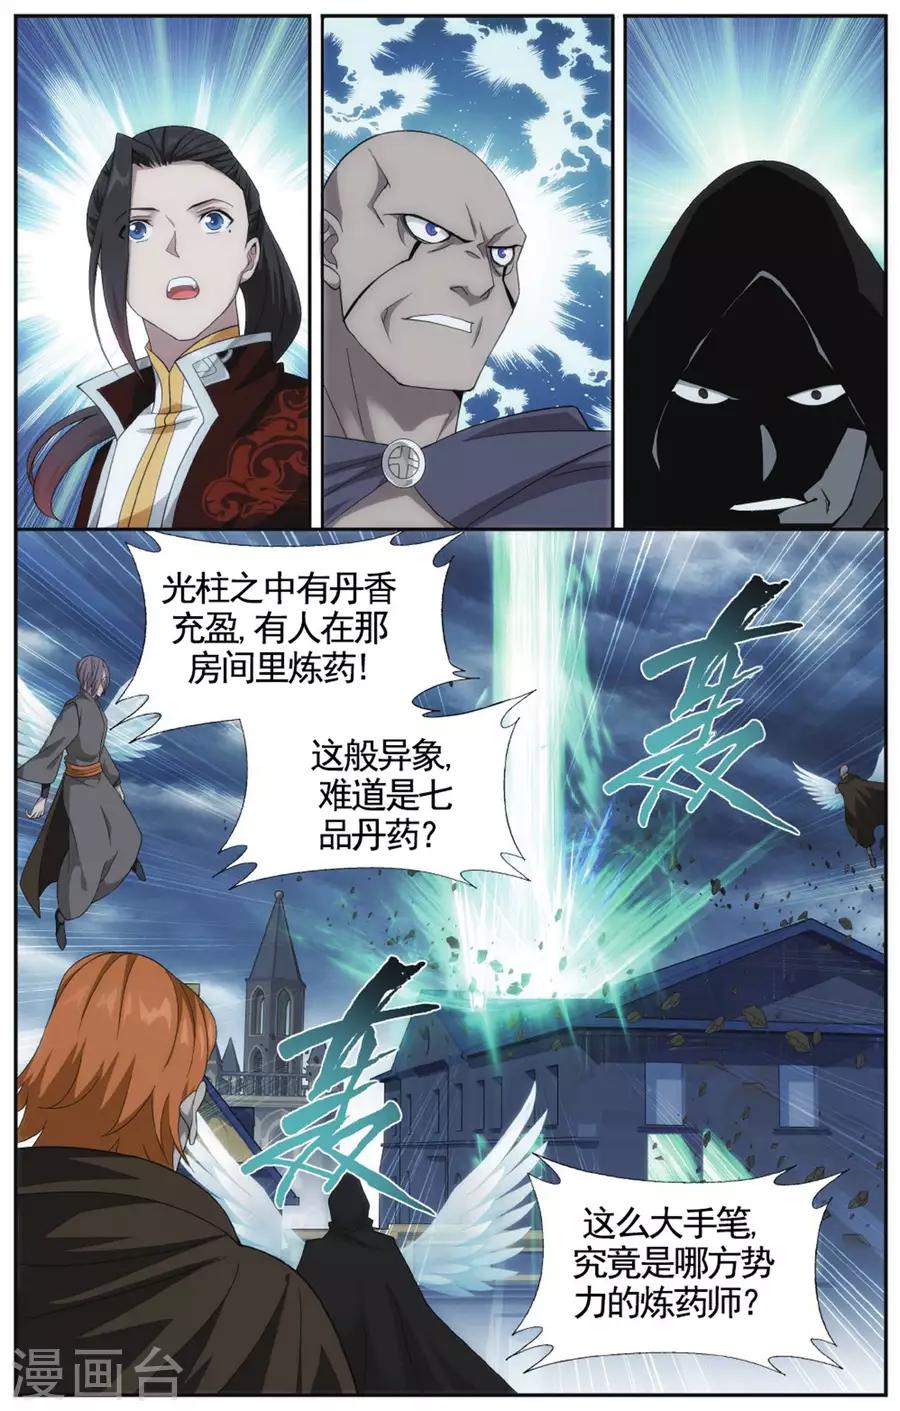 光柱之中有丹香
充盈,有人在那
房间里炼药!
这般异象,
难道是七
品丹药?
轰
轰
这么大手笔,
究竟是哪方势
力的炼药师?
漫画台